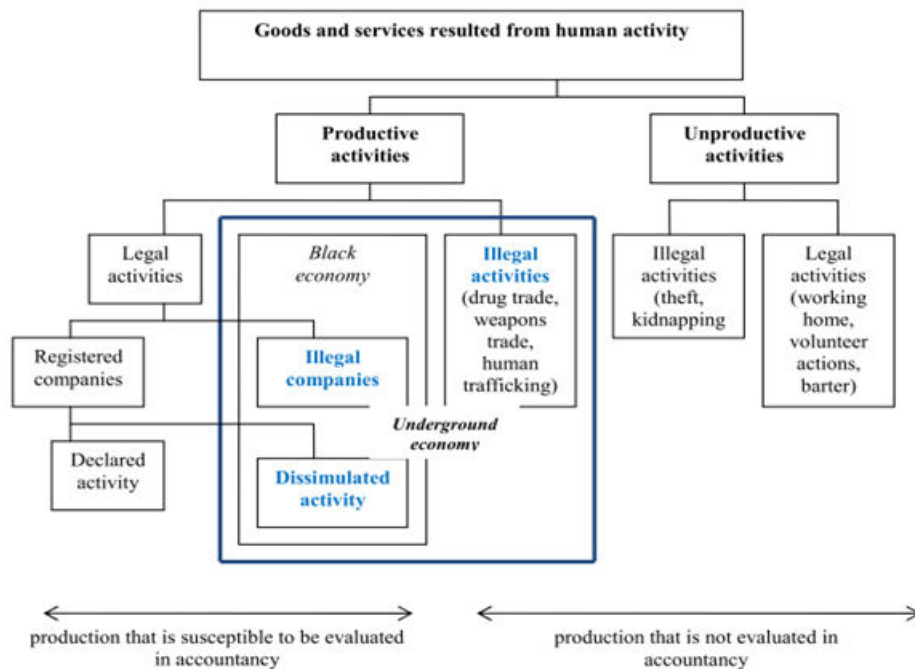 Goods and services resulted from human activity
Productive
activities
Unproductive
activities
Legal
activities
Black
economy
Illegal
activities
(drug trade,
weapons
trade,
human
trafficking)
Illegal
activities
(theft,
kidnapping
Legal
activities
(working
home,
volunteer
actions,
barter)
Registered
companies
Illegal
companies
Underground
economy
Declared
activity
Dissimulated
activity
production that is susceptible to be evaluated
in accountancy
production that is not evaluated in
accountancy